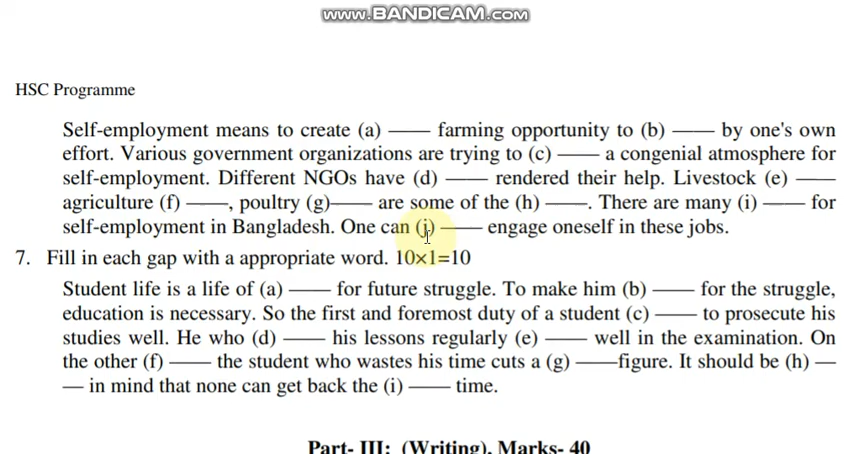 www.BANDICAM.com
HSC Programme
Self-employment means to create (a) —— farming opportunity to (b) —— by one's own
effort. Various government organizations are trying to (c) —— a congenial atmosphere for
self-employment. Different NGOs have (d) —— rendered their help. Livestock (e) ——
agriculture (f) ——, poultry (g)—— are some of the (h) ——. There are many (i) —— for
self-employment in Bangladesh. One can (j) —— engage oneself in these jobs.
7. Fill in each gap with a appropriate word. 10×1=10
Student life is a life of (a) —— for future struggle. To make him (b) —— for the struggle,
education is necessary. So the first and foremost duty of a student (c) —— to prosecute his
studies well. He who (d) —— his lessons regularly (e) —— well in the examination. On
the other (f) —— the student who wastes his time cuts a (g) ——figure. It should be (h) —
— in mind that none can get back the (i) —— time.
Part- III: (Writing), Marks- 40